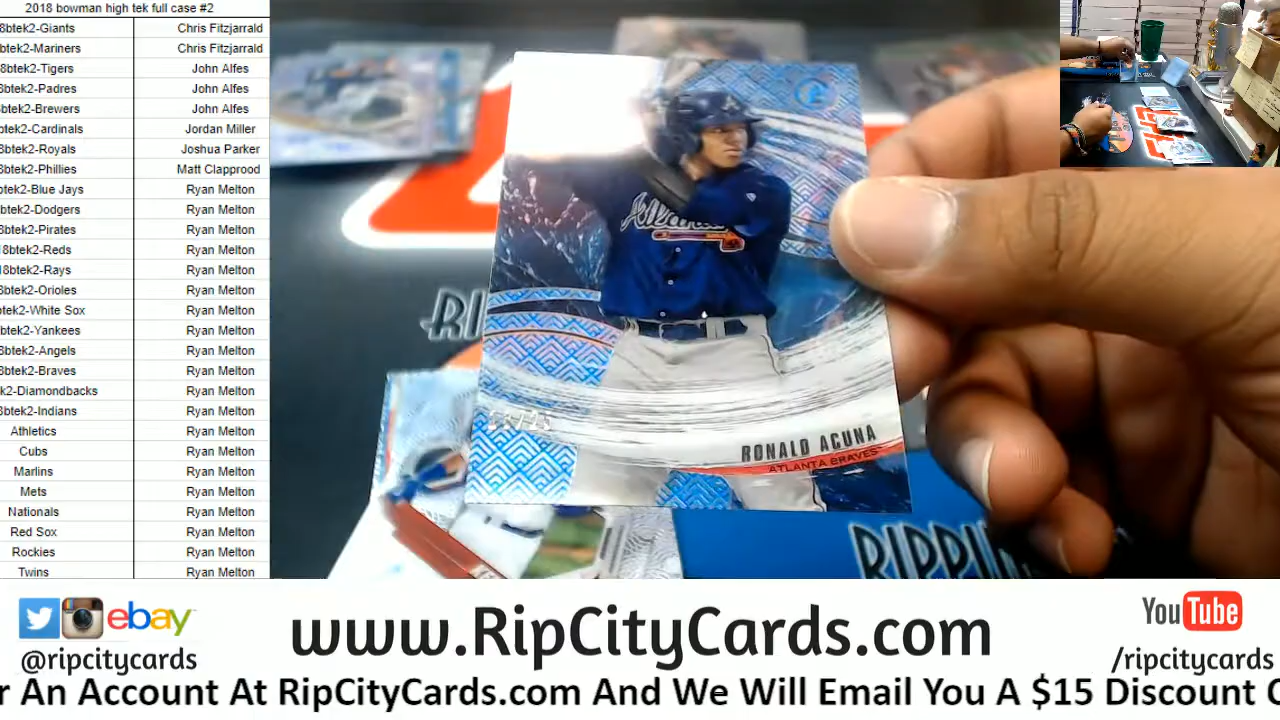 2018 bowman high tek full case #2
8btek2-Giants Chris Fitzjarrald
8btek2-Mariners Chris Fitzjarrald
8btek2-Tigers John Alfes
8btek2-Padres John Alfes
8btek2-Brewers John Alfes
btek2-Cardinals Jordan Miller
8btek2-Royals Joshua Parker
8btek2-Phillies Matt Clapprood
btek2-Blue Jays Ryan Melton
btek2-Dodgers Ryan Melton
btek2-Pirates Ryan Melton
18btek2-Reds Ryan Melton
18btek2-Rays Ryan Melton
8btek2-Orioles Ryan Melton
btek2-White Sox Ryan Melton
btek2-Yankees Ryan Melton
8btek2-Angels Ryan Melton
8btek2-Braves Ryan Melton
k2-Diamondbacks Ryan Melton
8btek2-Indians Ryan Melton
Athletics Ryan Melton
Cubs Ryan Melton
Marlins Ryan Melton
Mets Ryan Melton
Nationals Ryan Melton
Red Sox Ryan Melton
Rockies Ryan Melton
Twins Ryan Melton
Atlanta
RONALD ACUNA
ATLANTA BRAVES
RI
RIPPIN
ebay
@ripcitycards
www.RipCityCards.com
YouTube
/ripcitycards
r An Account At RipCityCards.com And We Will Email You A $15 Discount C